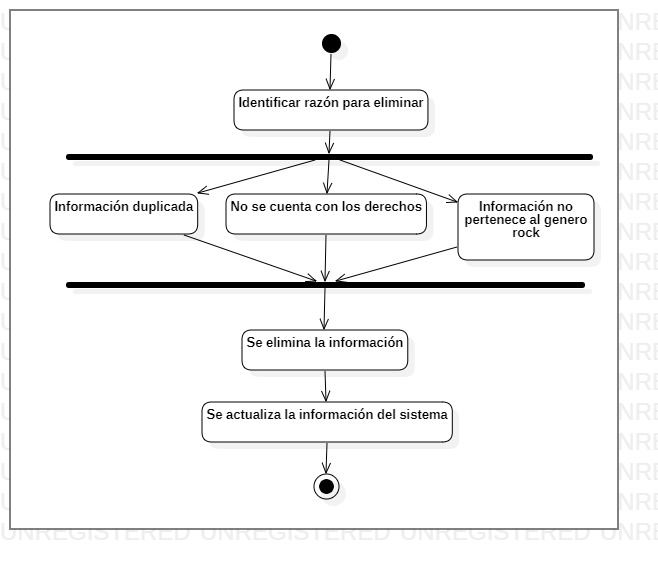 Identificar razón para eliminar
Información duplicada
No se cuenta con los derechos
Información no
pertenece al genero
rock
Se elimina la información
Se actualiza la información del sistema
UNREGISTERED UNREGISTERED UNREGISTERED